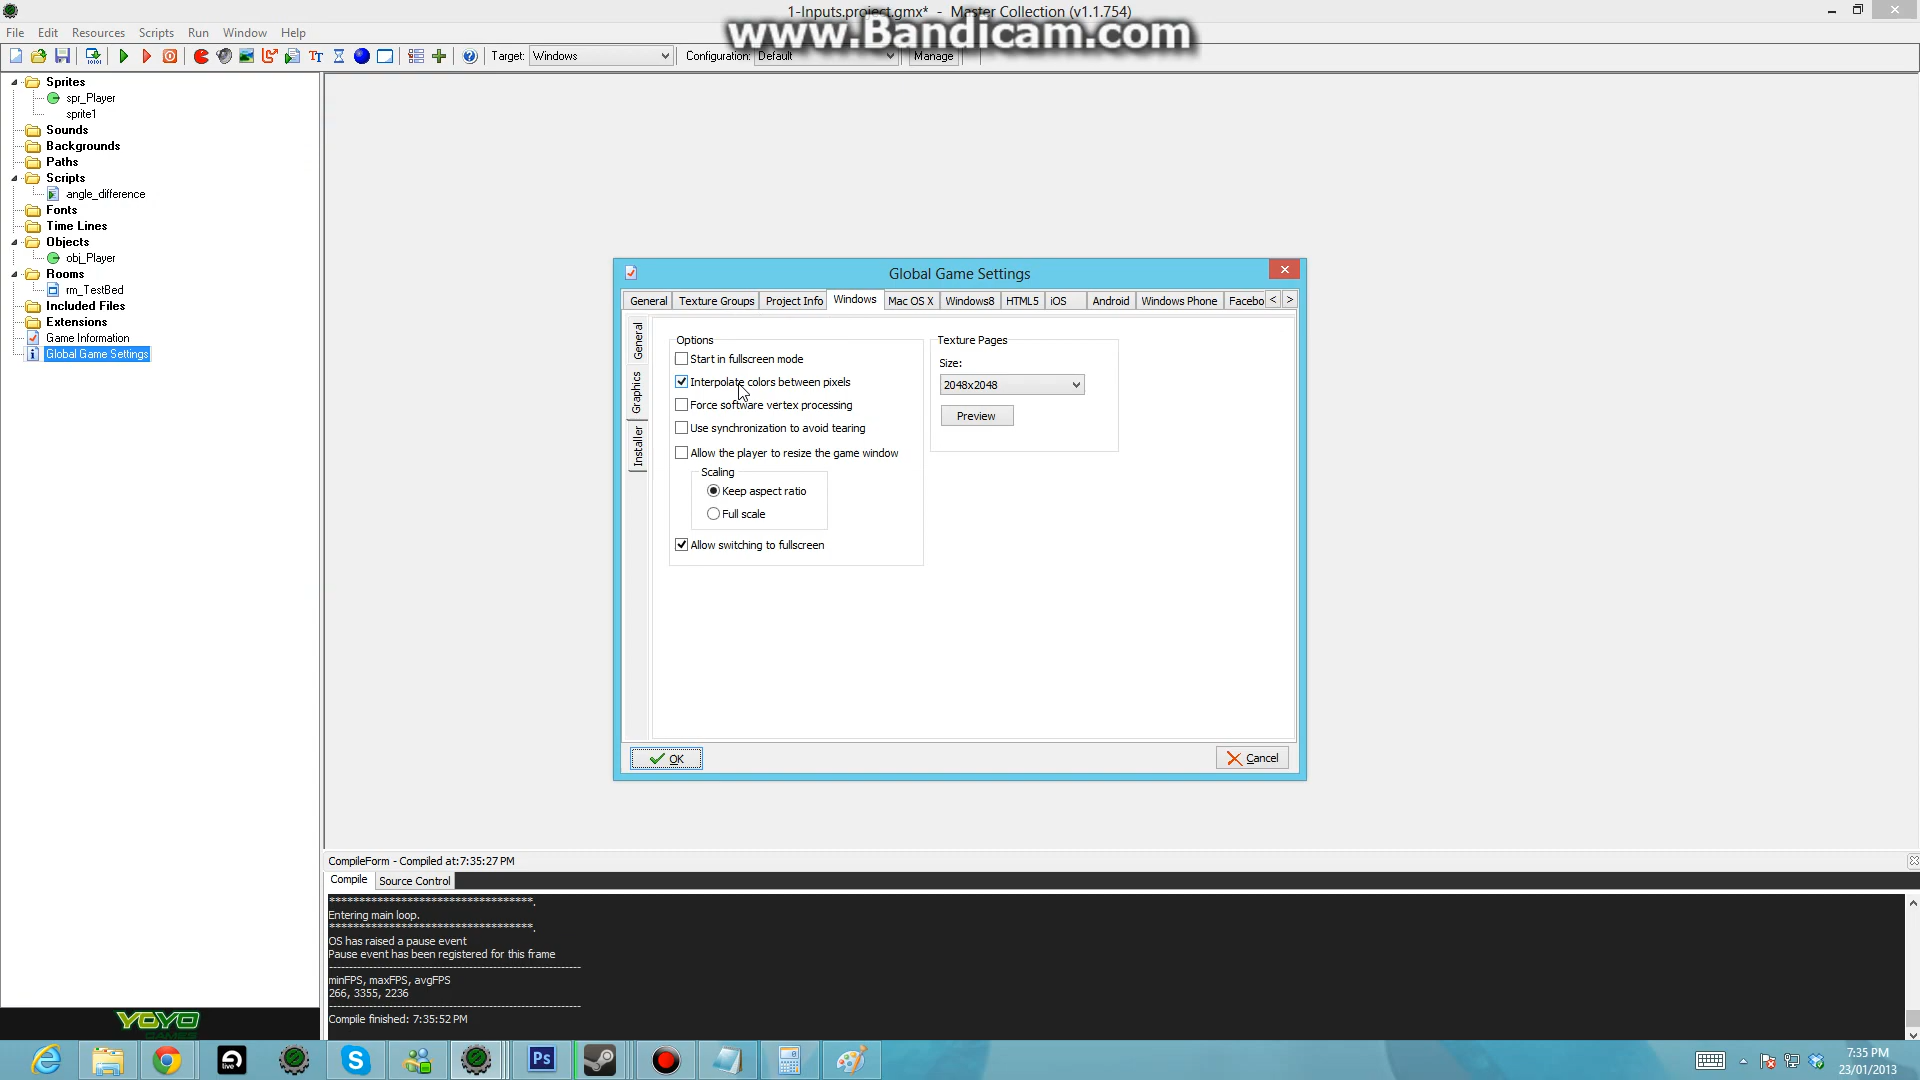 1-Inputs.project.gmx* - Master Collection (v1.1.754)
www.Bandicam.com
File Edit Resources Scripts Run Window Help
Target: Windows Configuration: Default Manage
Sprites
spr_Player
sprite1
Sounds
Backgrounds
Paths
Scripts
angle_difference
Fonts
Time Lines
Objects
obj_Player
Rooms
rm_TestBed
Included Files
Extensions
Game Information
Global Game Settings
Global Game Settings
General Texture Groups Project Info Windows Mac OS X Windows8 HTML5 iOS Android Windows Phone Facebo
General
Graphics
Installer
Options
Start in fullscreen mode
Interpolate colors between pixels
Force software vertex processing
Use synchronization to avoid tearing
Allow the player to resize the game window
Scaling
Keep aspect ratio
Full scale
Allow switching to fullscreen
Texture Pages
Size:
2048x2048
Preview
OK
Cancel
CompileForm - Compiled at:7:35:27 PM
Compile Source Control
***********************************.
Entering main loop.
***********************************.
OS has raised a pause event
Pause event has been registered for this frame
--------------------------------------------------------------
minFPS, maxFPS, avgFPS
266, 3355, 2236
--------------------------------------------------------------
Compile finished: 7:35:52 PM
YOYO
live
Ps
7:35 PM
23/01/2013